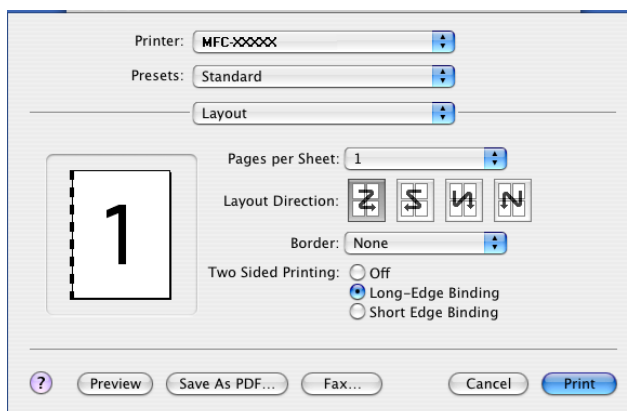 Printer: MFC-XXXXX
Presets: Standard
Layout
Pages per Sheet: 1
1
Layout Direction:
Border: None
Two Sided Printing: Off
Long-Edge Binding
Short Edge Binding
? Preview Save As PDF... Fax... Cancel Print